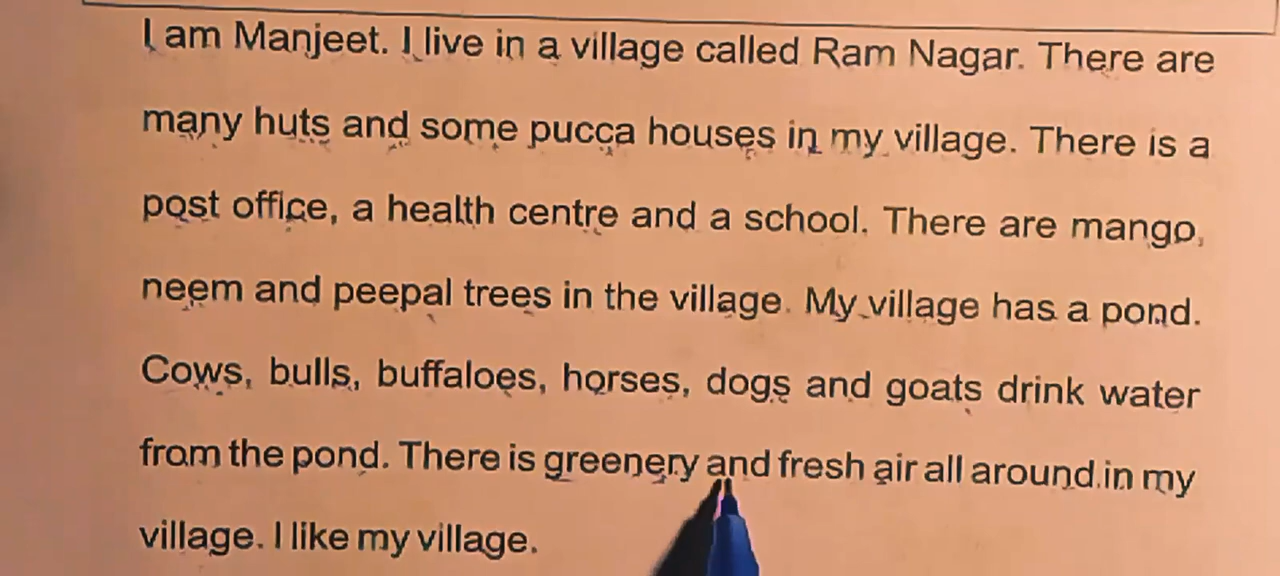 I am Manjeet. I live in a village called Ram Nagar. There are
many huts and some pucca houses in my village. There is a
post office, a health centre and a school. There are mango,
neem and peepal trees in the village. My village has a pond.
Cows, bulls, buffaloes, horses, dogs and goats drink water
from the pond. There is greenery and fresh air all around in my
village. I like my village.